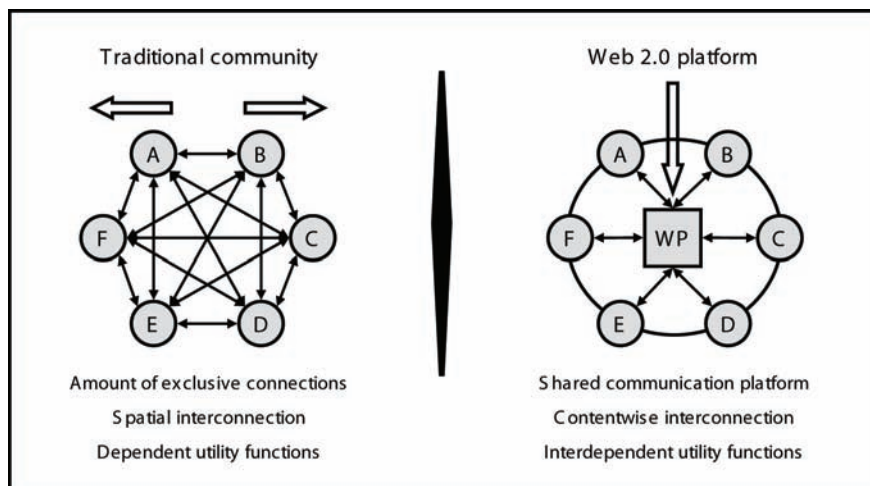 Traditional community
A
B
F
C
E
D
Amount of exclusive connections
Spatial interconnection
Dependent utility functions
Web 2.0 platform
A
B
F
WP
C
E
D
Shared communication platform
Contentwise interconnection
Interdependent utility functions